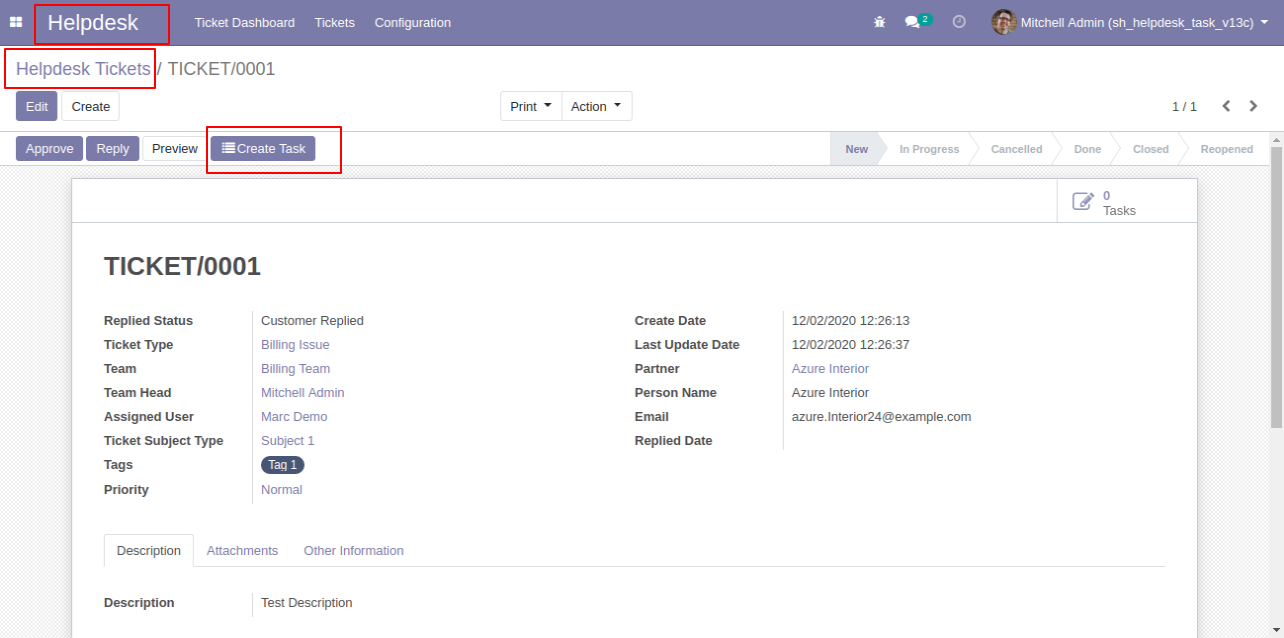 Helpdesk Ticket Dashboard Tickets Configuration 2 Mitchell Admin (sh_helpdesk_task_v13c)
Helpdesk Tickets / TICKET/0001
Edit Create Print Action 1 / 1
Approve Reply Preview Create Task New In Progress Cancelled Done Closed Reopened
0
Tasks
TICKET/0001
Replied Status Customer Replied Create Date 12/02/2020 12:26:13
Ticket Type Billing Issue Last Update Date 12/02/2020 12:26:37
Team Billing Team Partner Azure Interior
Team Head Mitchell Admin Person Name Azure Interior
Assigned User Marc Demo Email azure.Interior24@example.com
Ticket Subject Type Subject 1 Replied Date
Tags Tag 1
Priority Normal
Description Attachments Other Information
Description Test Description